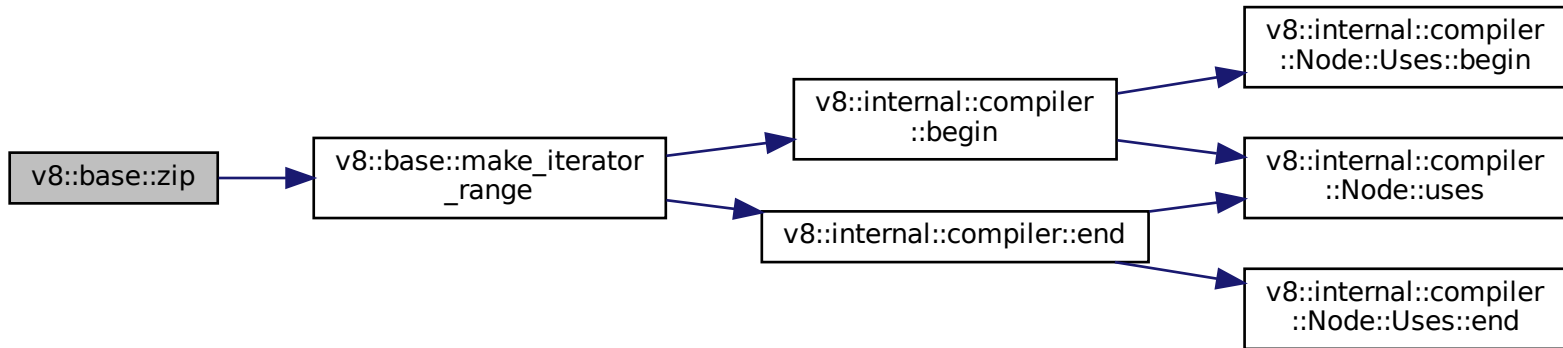 v8::base::zip
v8::base::make_iterator
_range
v8::internal::compiler
::begin
v8::internal::compiler::end
v8::internal::compiler
::Node::Uses::begin
v8::internal::compiler
::Node::uses
v8::internal::compiler
::Node::Uses::end